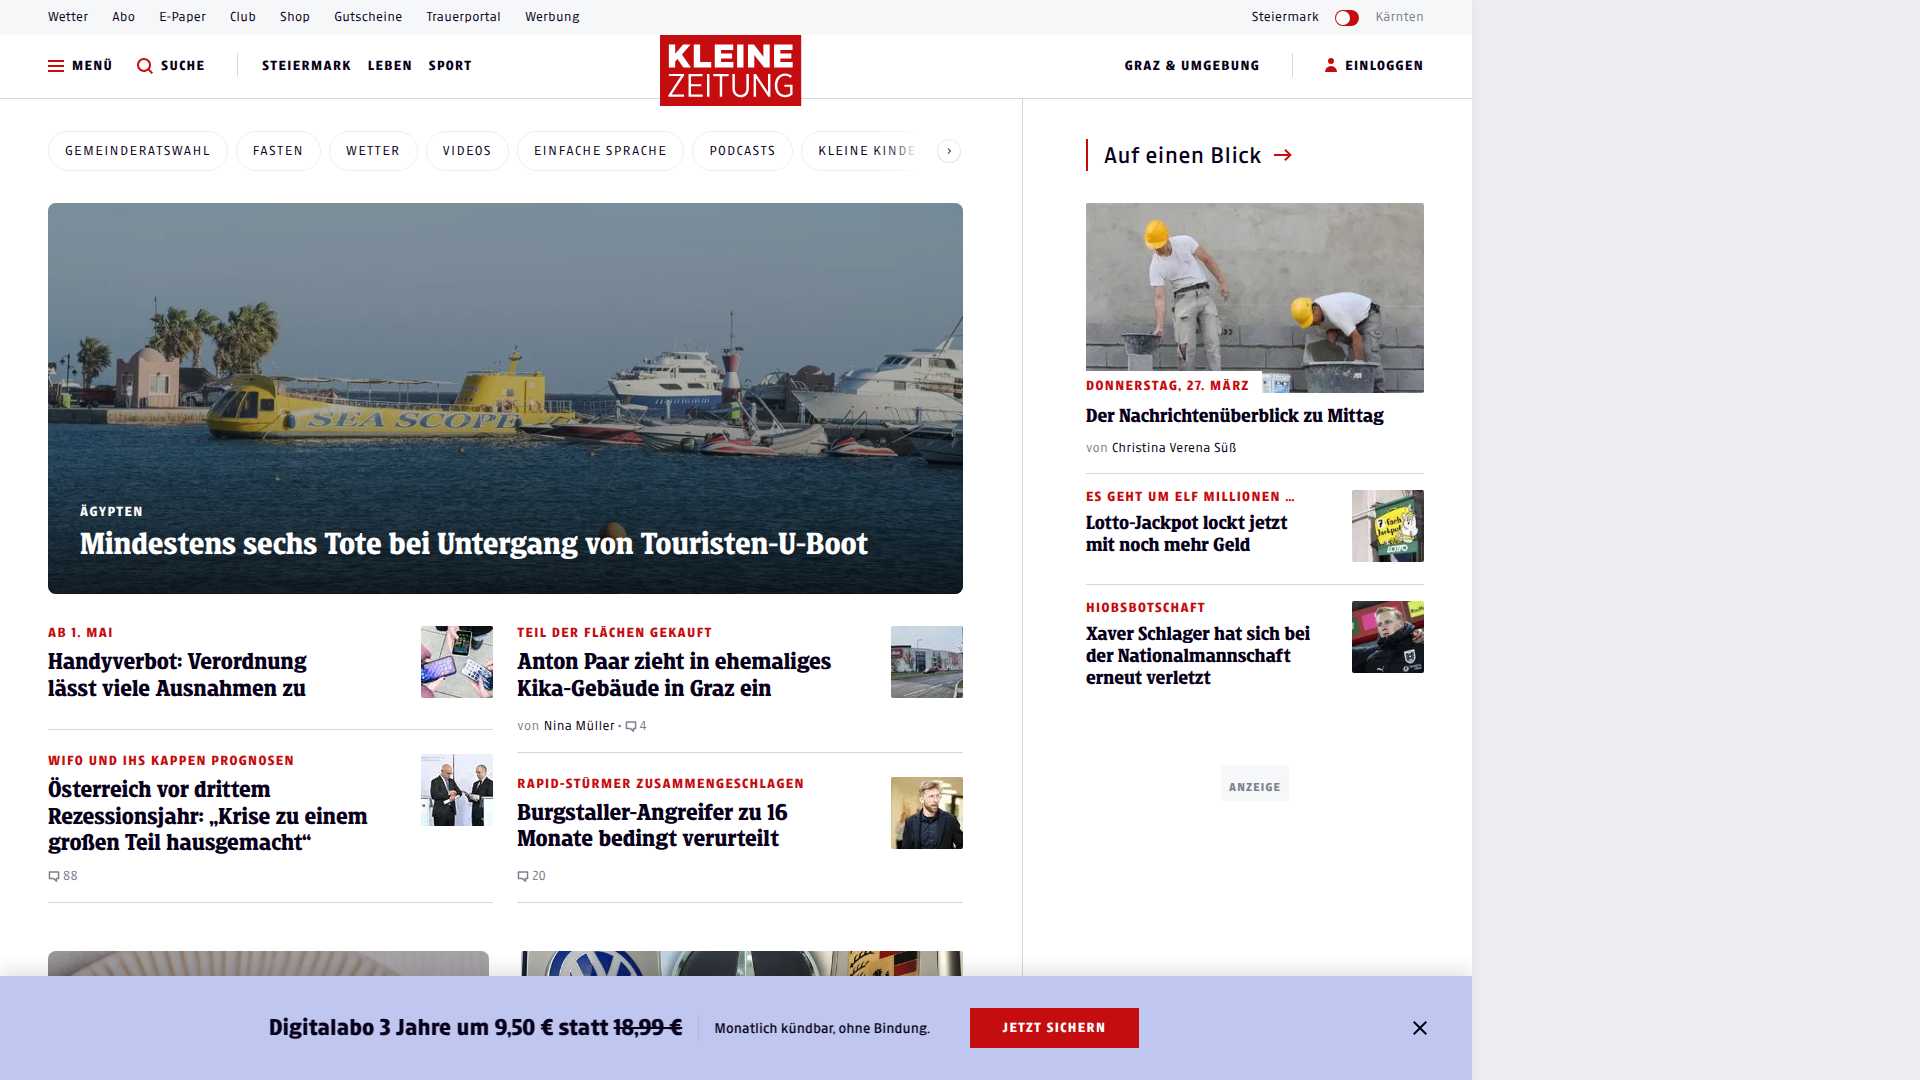 Wetter Abo E-Paper Club Shop Gutscheine Trauerportal Werbung Steiermark Kärnten
MENÜ SUCHE STEIERMARK LEBEN SPORT
KLEINE
ZEITUNG
GRAZ & UMGEBUNG EINLOGGEN
GEMEINDERATSWAHL FASTEN WETTER VIDEOS EINFACHE SPRACHE PODCASTS KLEINE KINDE
SEA SCOPE
ÄGYPTEN
Mindestens sechs Tote bei Untergang von Touristen-U-Boot
AB 1. MAI
Handyverbot: Verordnung
lässt viele Ausnahmen zu
WIFO UND IHS KAPPEN PROGNOSEN
Österreich vor drittem
Rezessionsjahr: „Krise zu einem
großen Teil hausgemacht“
88
TEIL DER FLÄCHEN GEKAUFT
Anton Paar zieht in ehemaliges
Kika-Gebäude in Graz ein
von Nina Müller · 4
RAPID-STÜRMER ZUSAMMENGESCHLAGEN
Burgstaller-Angreifer zu 16
Monate bedingt verurteilt
20
Auf einen Blick
DONNERSTAG, 27. MÄRZ
Der Nachrichtenüberblick zu Mittag
von Christina Verena Süß
ES GEHT UM ELF MILLIONEN ...
Lotto-Jackpot lockt jetzt
mit noch mehr Geld
7 fach
Jackpot
LOTTO
HIOBSBOTSCHAFT
Xaver Schlager hat sich bei
der Nationalmannschaft
erneut verletzt
ANZEIGE
Digitalabo 3 Jahre um 9,50 € statt 18,99 € Monatlich kündbar, ohne Bindung. JETZT SICHERN